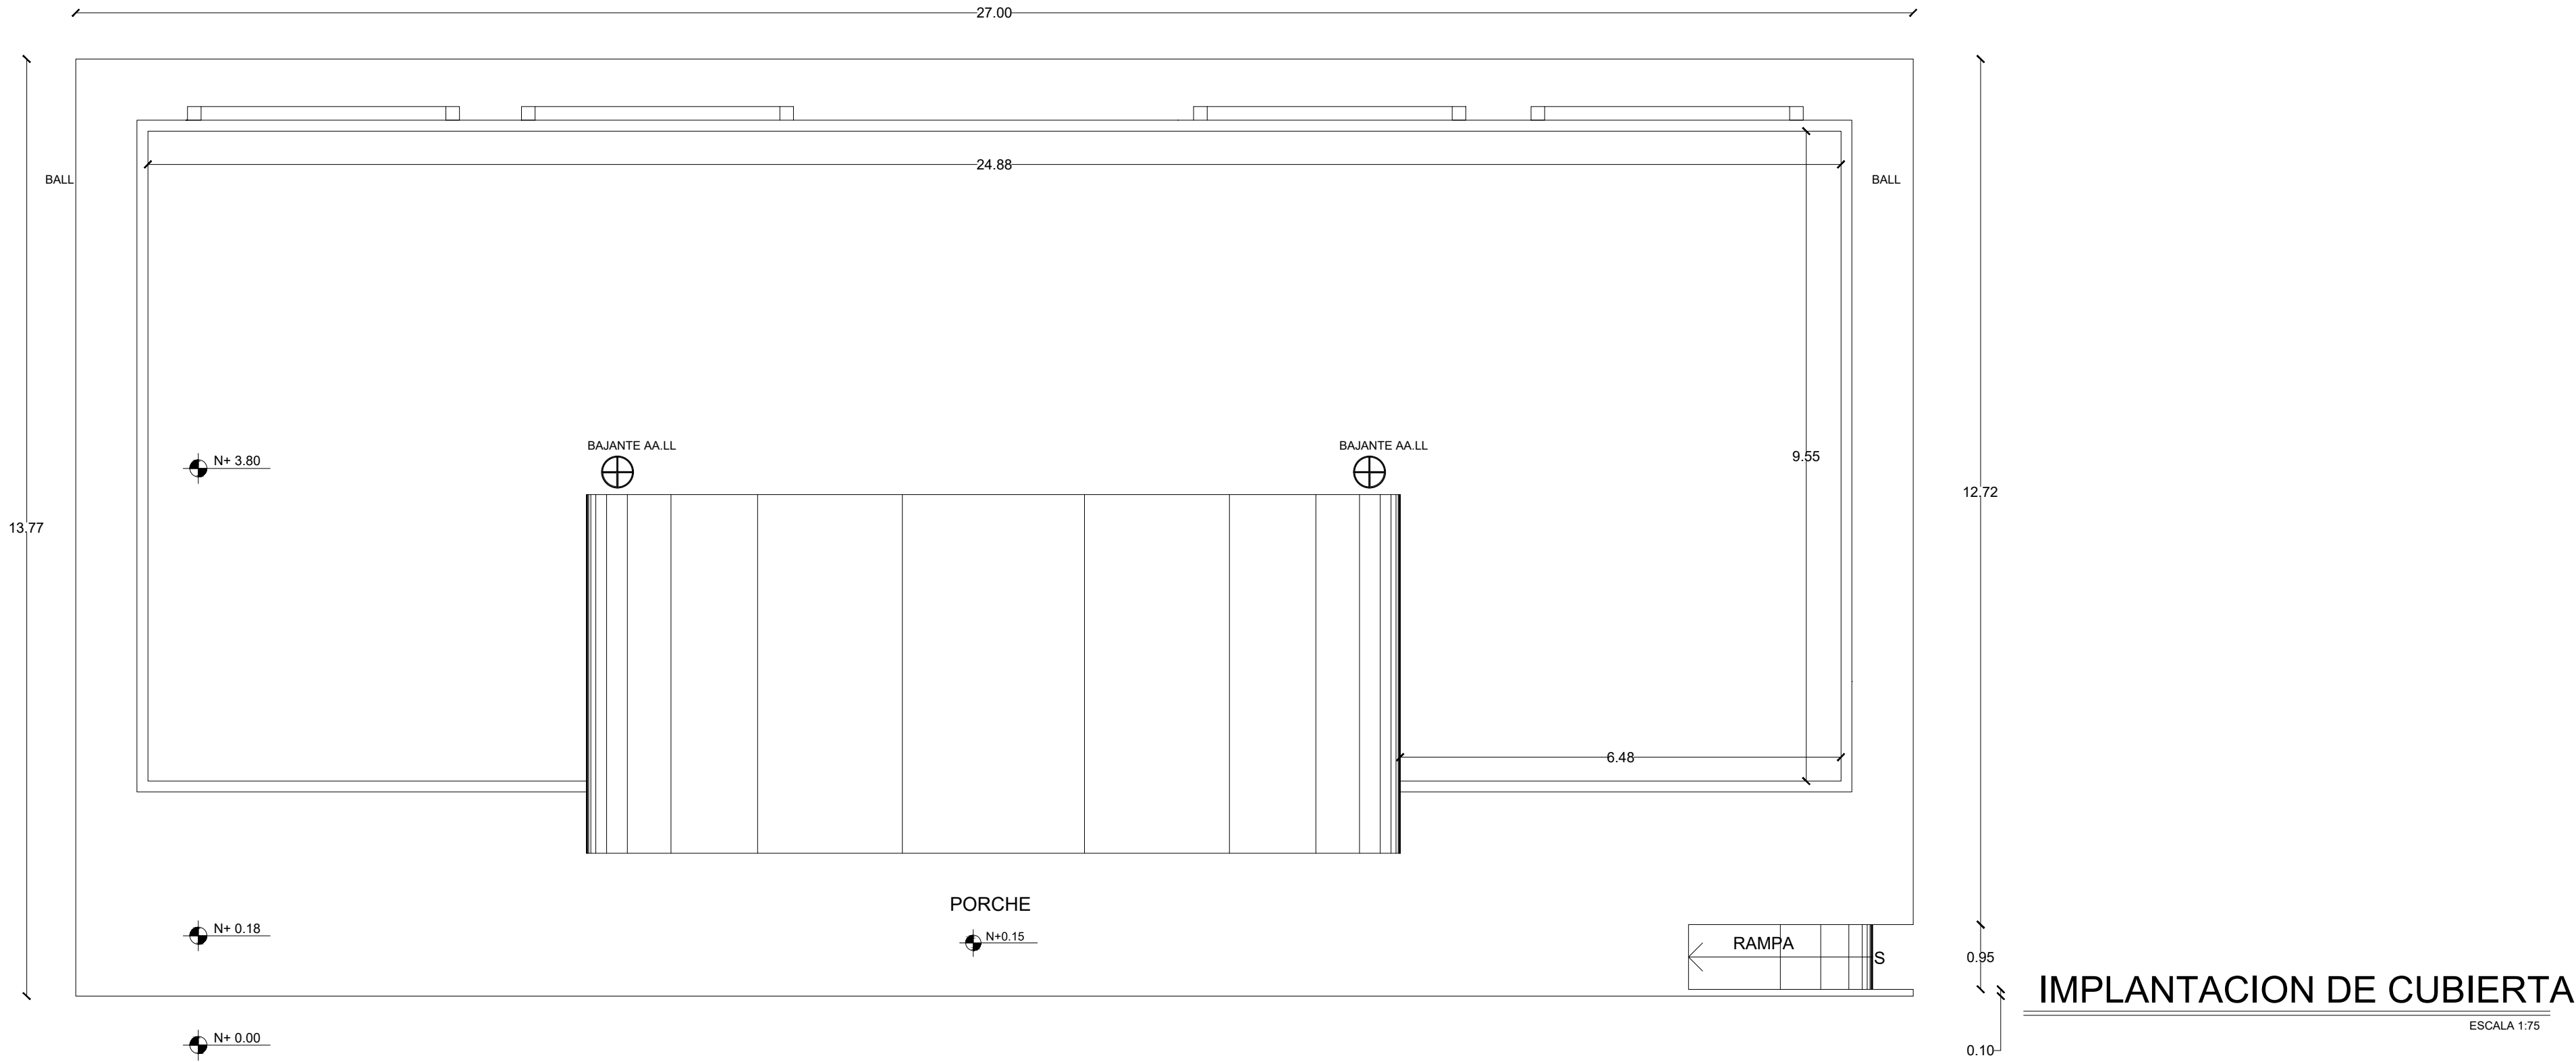 27.00
24.88
BALL
BALL
BAJANTE AA.LL
BAJANTE AA.LL
N+ 3.80
9.55
12.72
13.77
6.48
PORCHE
N+ 0.18
N+0.15
RAMPA
S
0.95
IMPLANTACION DE CUBIERTA
ESCALA 1:75
N+ 0.00
0.10